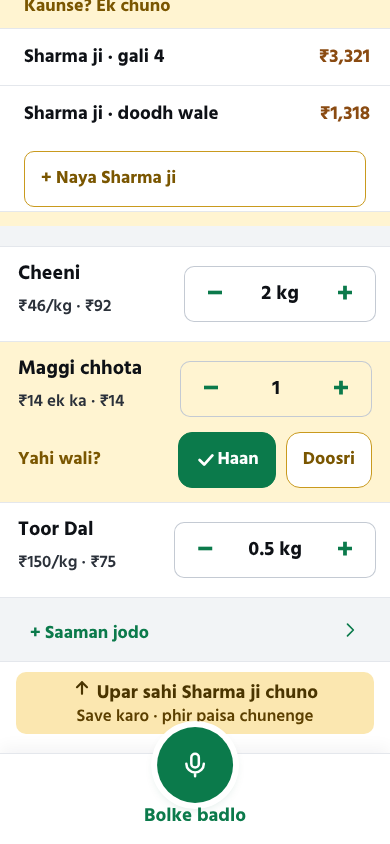 Kaunse? Ek chuno
Sharma ji · gali 4
₹3,321
Sharma ji · doodh wale
₹1,318
+ Naya Sharma ji
Cheeni
₹46/kg · ₹92
− 2 kg +
Maggi chhota
₹14 ek ka · ₹14
− 1 +
Yahi wali?
Haan
Doosri
Toor Dal
₹150/kg · ₹75
− 0.5 kg +
+ Saaman jodo
Upar sahi Sharma ji chuno
Save karo · phir paisa chunenge
Bolke badlo